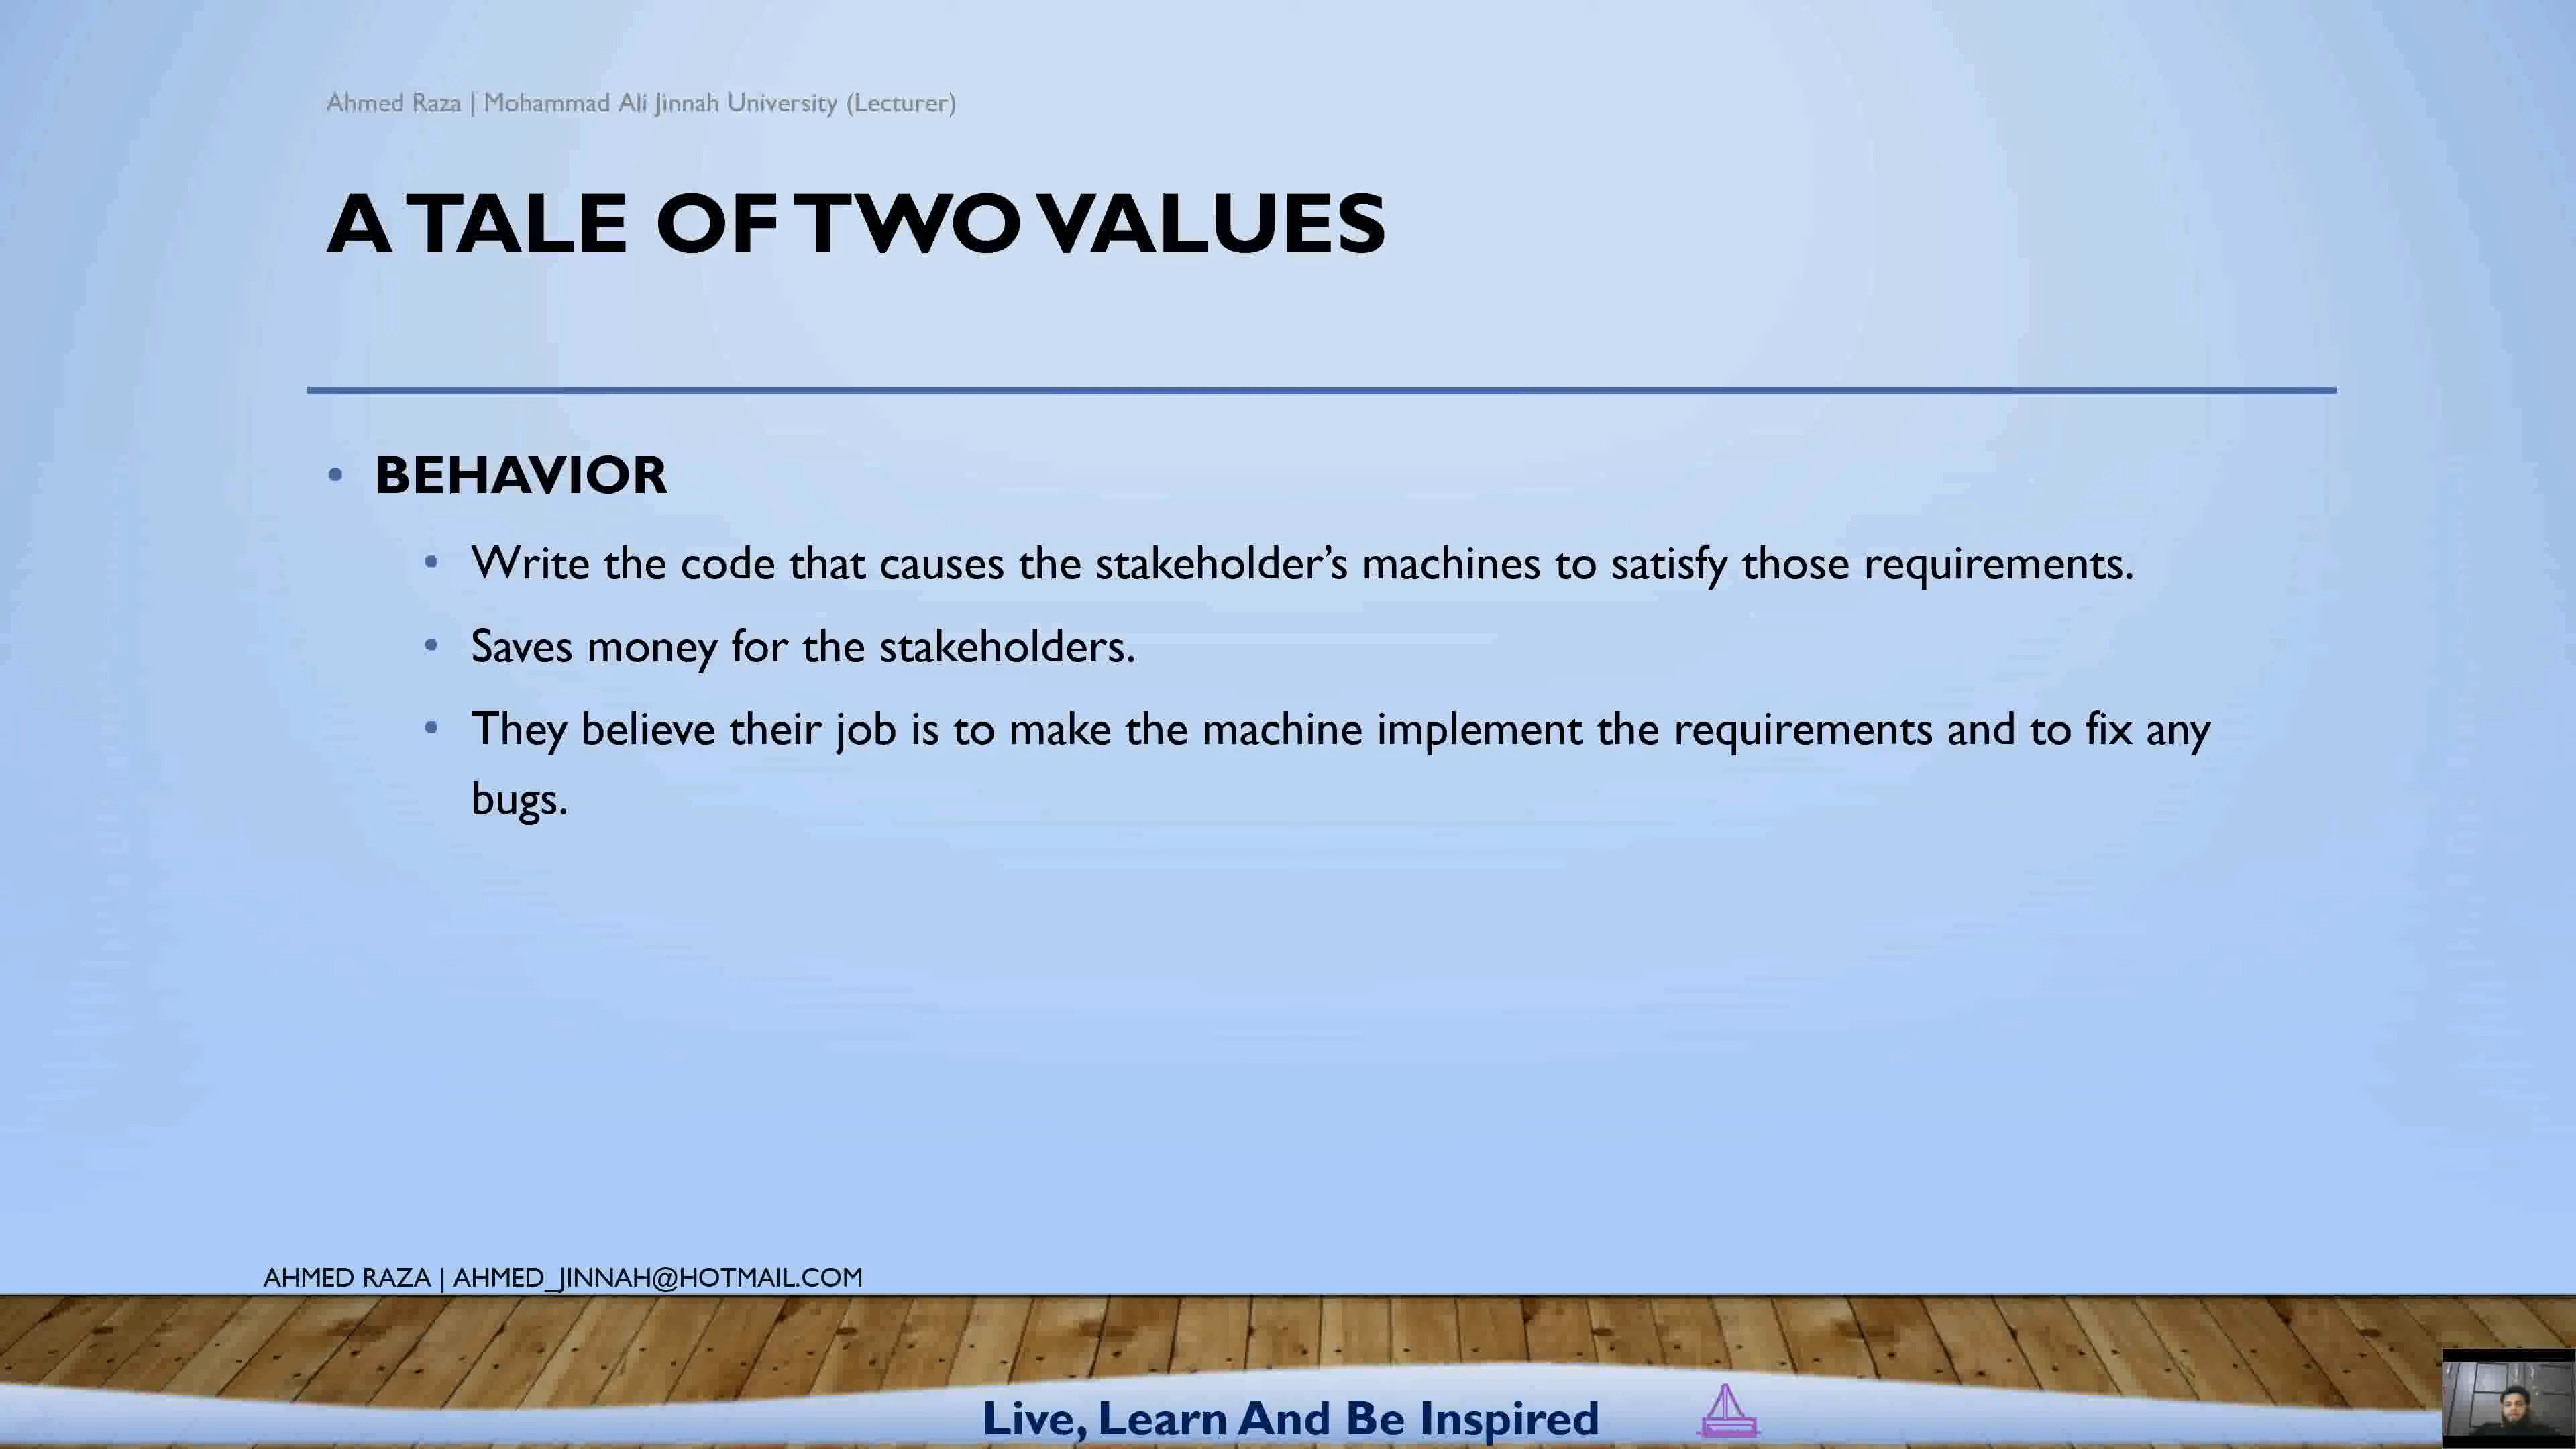 Ahmed Raza | Mohammad Ali Jinnah University (Lecturer)
A TALE OF TWO VALUES
• BEHAVIOR
• Write the code that causes the stakeholder’s machines to satisfy those requirements.
• Saves money for the stakeholders.
• They believe their job is to make the machine implement the requirements and to fix any
bugs.
AHMED RAZA | AHMED_JINNAH@HOTMAIL.COM
Live, Learn And Be Inspired